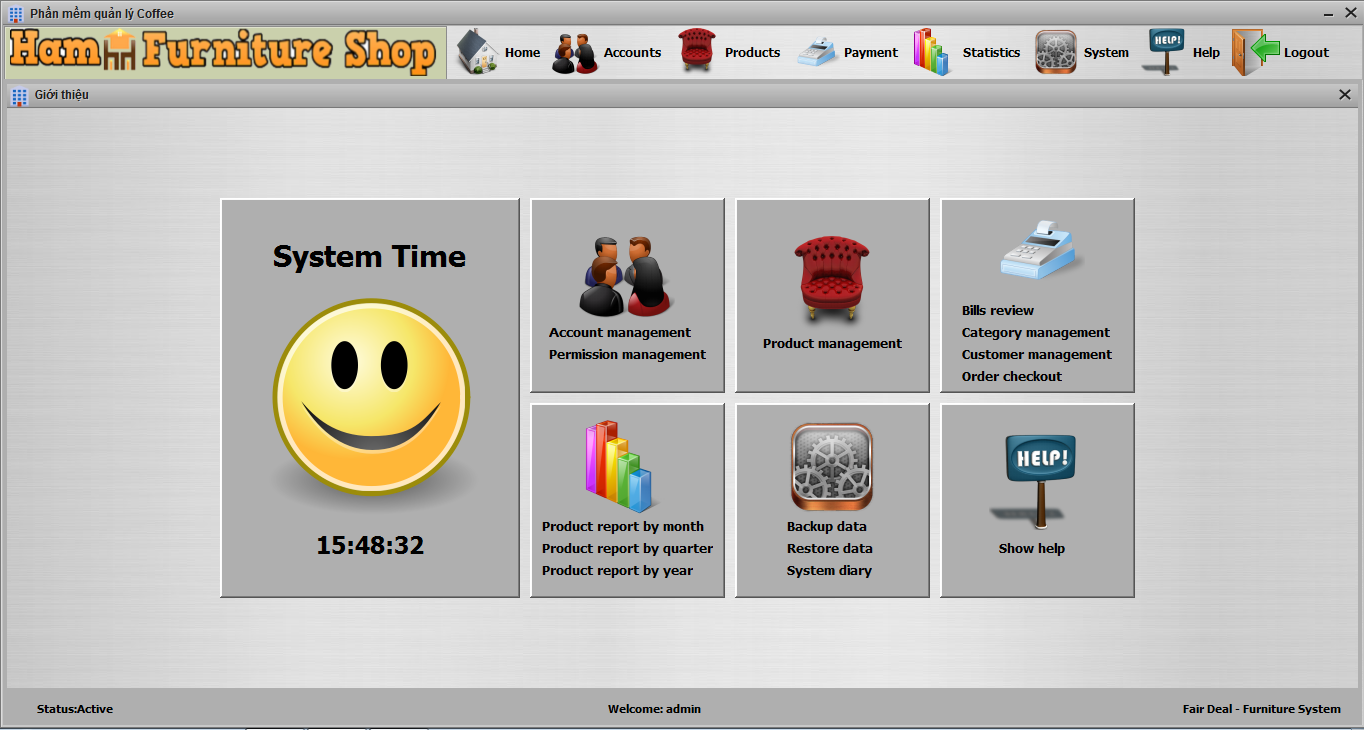 Phần mềm quản lý Coffee
Ham Furniture Shop
Home
Accounts
Products
Payment
Statistics
System
HELP!
Help
Logout
Giới thiệu
System Time
15:48:32
Account management
Permission management
Product management
Bills review
Category management
Customer management
Order checkout
Product report by month
Product report by quarter
Product report by year
Backup data
Restore data
System diary
HELP!
Show help
Status:Active
Welcome: admin
Fair Deal - Furniture System